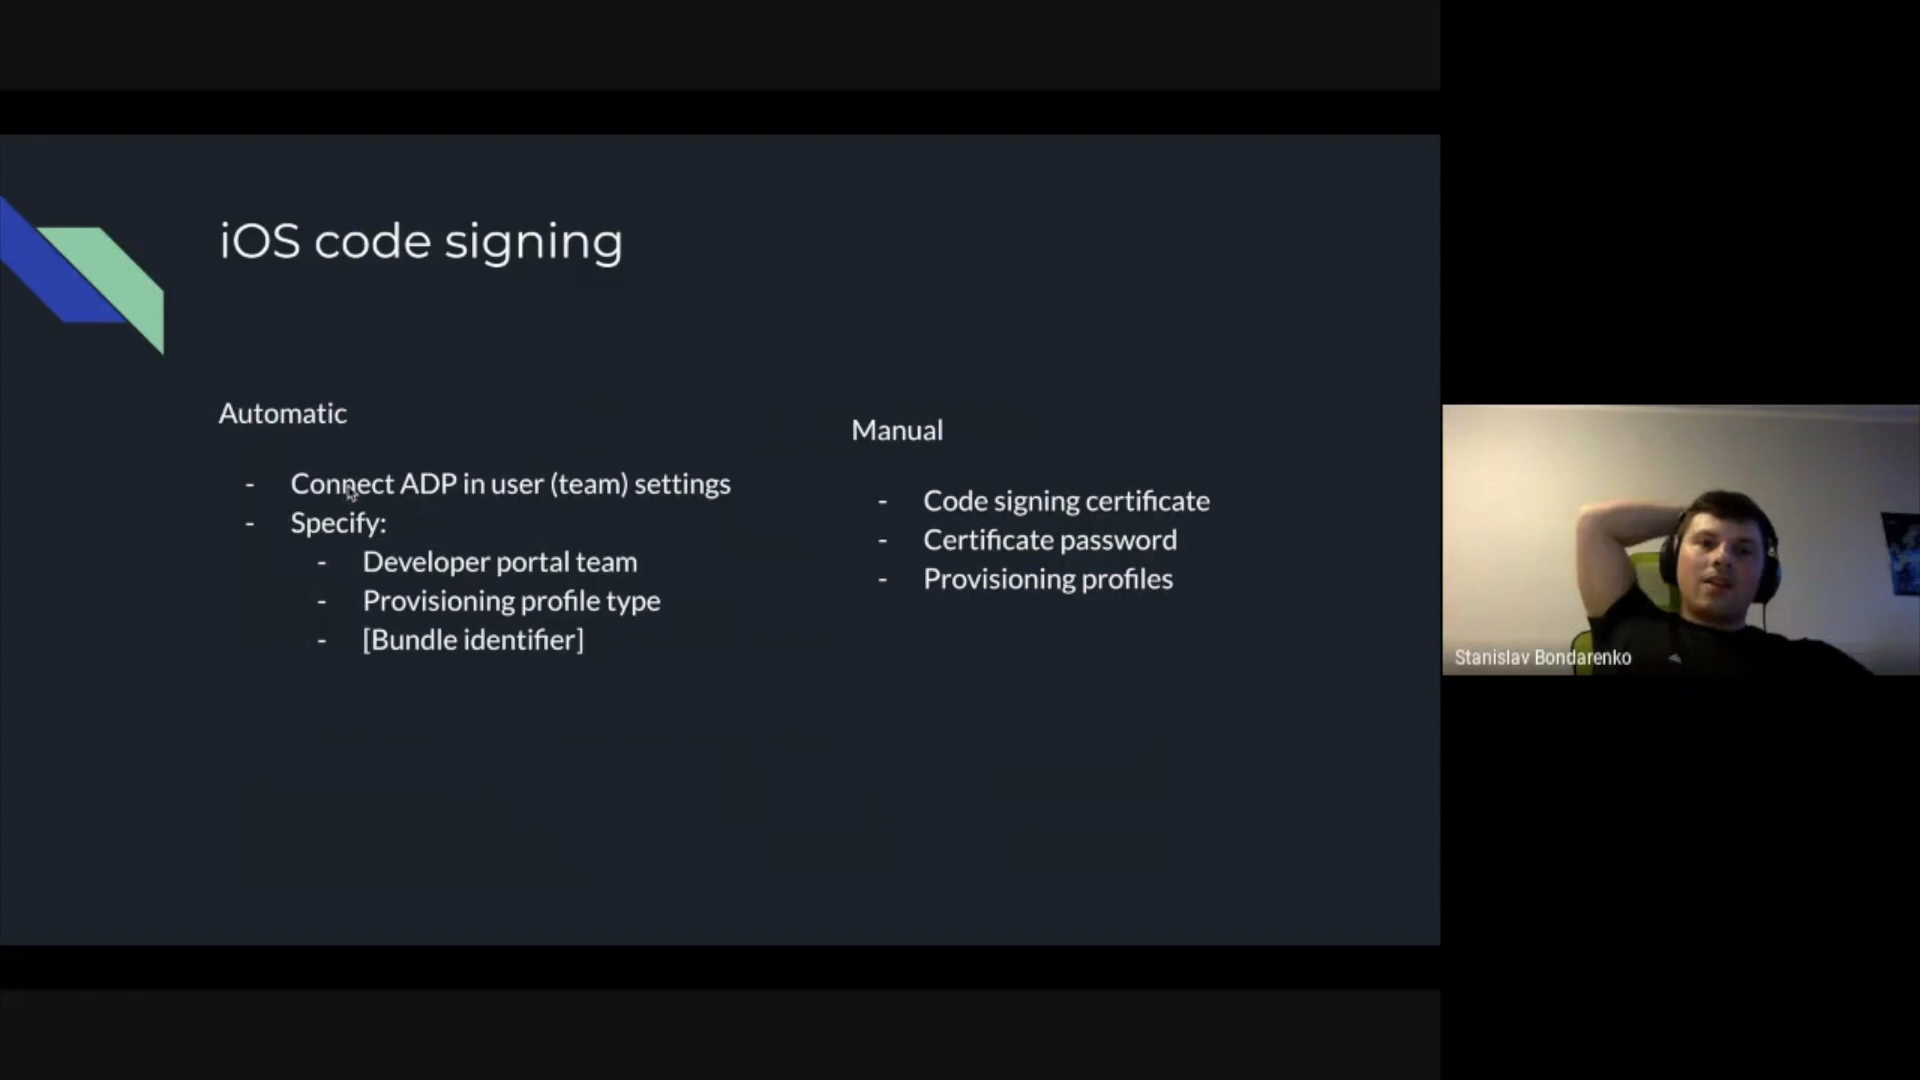 iOS code signing
Automatic
- Connect ADP in user (team) settings
- Specify:
- Developer portal team
- Provisioning profile type
- [Bundle identifier]
Manual
- Code signing certificate
- Certificate password
- Provisioning profiles
Stanislav Bondarenko